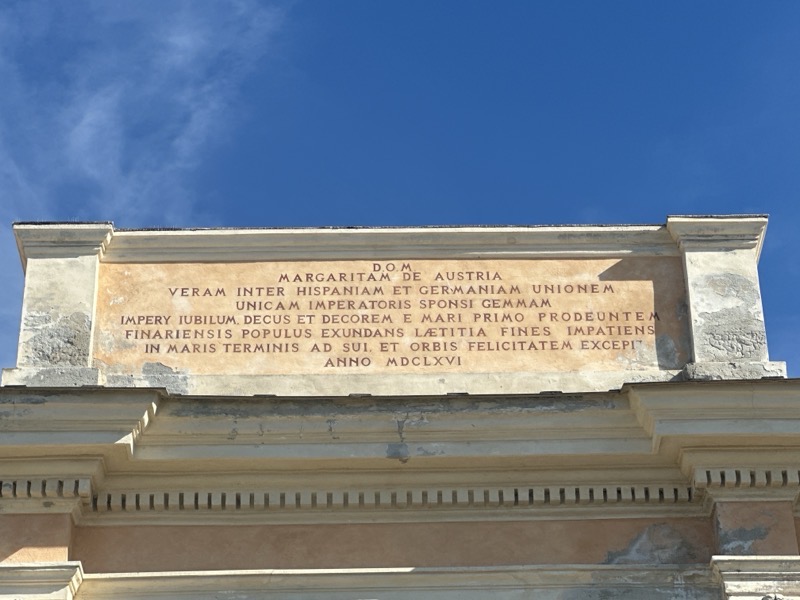 D.O.M
MARGARITAM DE AUSTRIA
VERAM INTER HISPANIAM ET GERMANIAM UNIONEM
UNICAM IMPERATORIS SPONSI GEMMAM
IMPERY IUBILUM, DECUS ET DECOREM E MARI PRIMO PRODEUNTEM
FINARIENSIS POPULUS EXUNDANS LÆTITIA FINES IMPATIENS
IN MARIS TERMINIS AD SUI, ET ORBIS FELICITATEM EXCEPIT
ANNO MDCLXVI